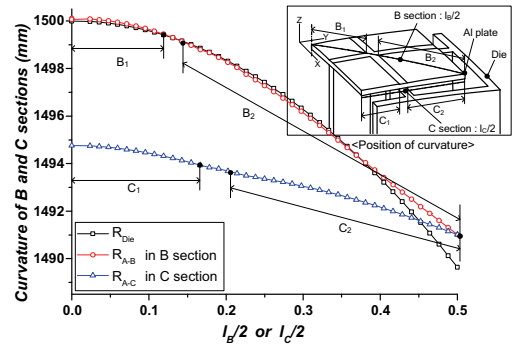 Curvature of B and C sections (mm)
1500
1498
1496
1494
1492
1490
0.0
0.1
0.2
0.3
0.4
0.5
l_B/2 or l_C/2
B₁
B₂
C₁
C₂
R_Die
R_A-B in B section
R_A-C in C section
Z
Y
X
B₁
B section : l_B/2
B₂
Al plate
Die
C₁
C₂
C section : l_C/2
<Position of curvature>